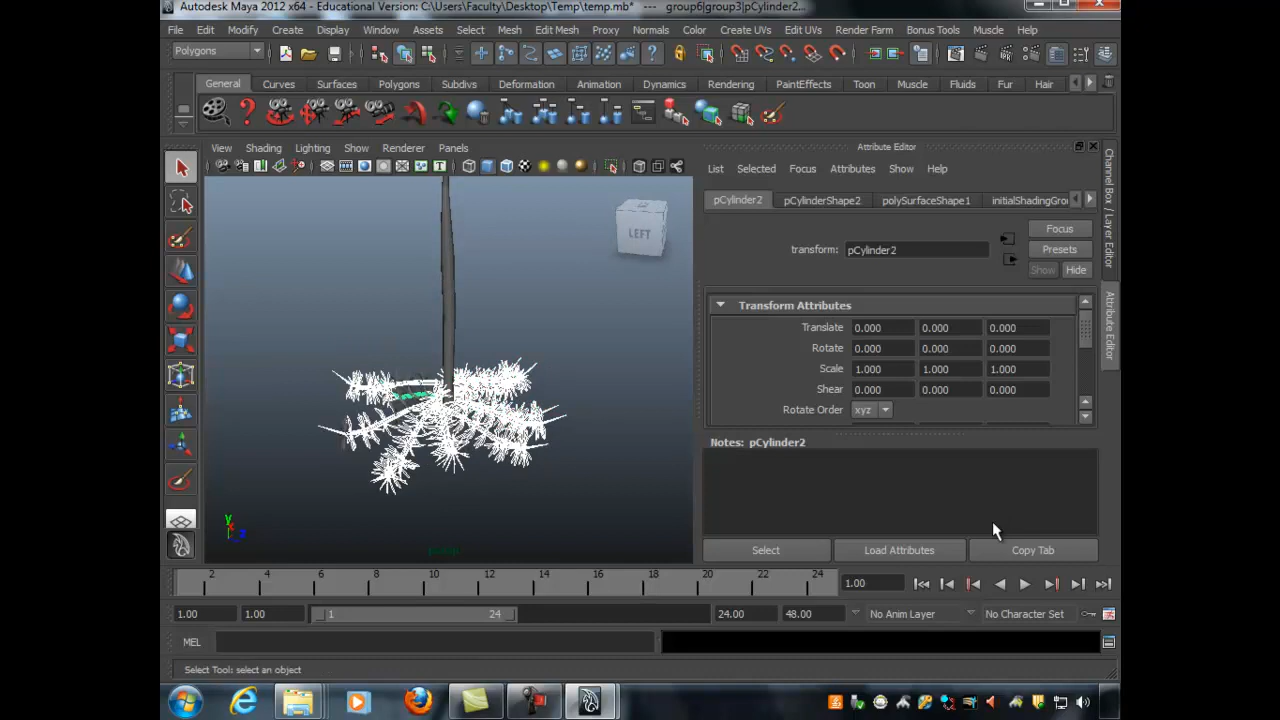 Autodesk Maya 2012 x64 - Educational Version: C:\Users\Faculty\Desktop\Temp\temp.mb* --- group6|group3|pCylinder2...
File Edit Modify Create Display Window Assets Select Mesh Edit Mesh Proxy Normals Color Create UVs Edit UVs Render Farm Bonus Tools Muscle Help
Polygons
General Curves Surfaces Polygons Subdivs Deformation Animation Dynamics Rendering PaintEffects Toon Muscle Fluids Fur Hair
Attribute Editor
View Shading Lighting Show Renderer Panels
List Selected Focus Attributes Show Help
pCylinder2 pCylinderShape2 polySurfaceShape1 initialShadingGrou
LEFT
Focus
transform: pCylinder2
Presets
Show Hide
Channel Box / Layer Editor
Attribute Editor
Transform Attributes
Translate 0.000 0.000 0.000
Rotate 0.000 0.000 0.000
Scale 1.000 1.000 1.000
Shear 0.000 0.000 0.000
Rotate Order xyz
Notes: pCylinder2
y
z
persp
Select Load Attributes Copy Tab
2 4 6 8 10 12 14 16 18 20 22 24 1.00
1.00 1.00 1 24 24.00 48.00 No Anim Layer No Character Set
MEL
Select Tool: select an object